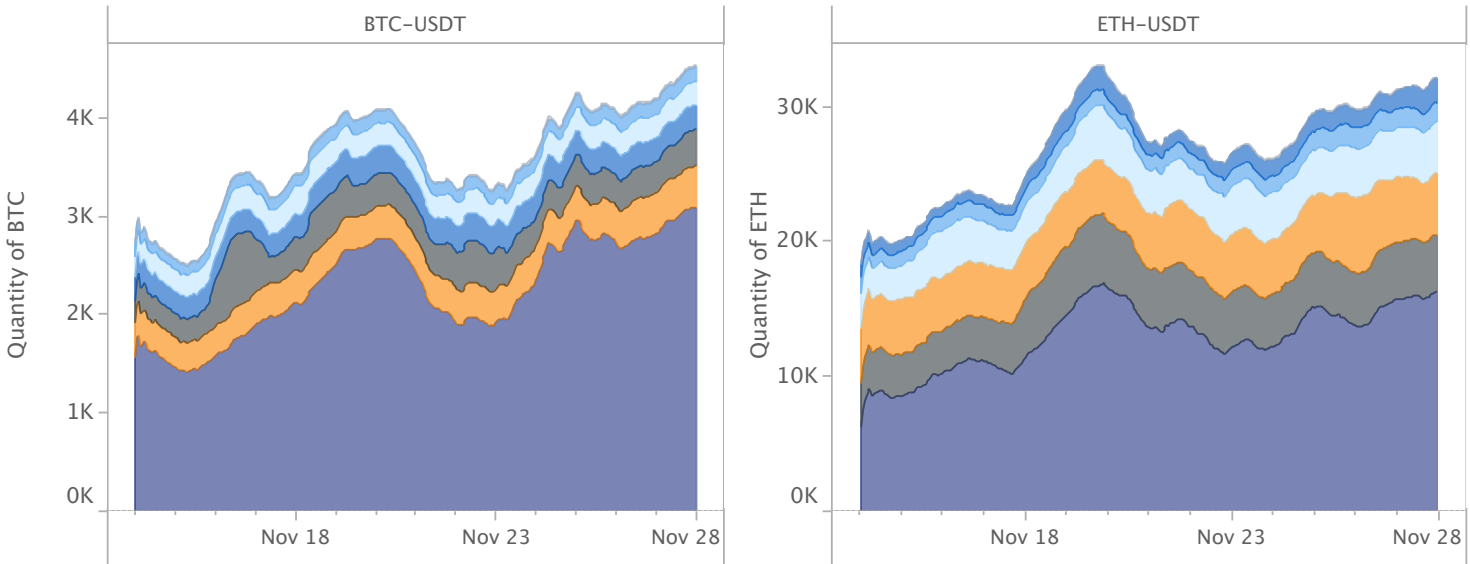 BTC–USDT
Quantity of BTC
4K
3K
2K
1K
0K
Nov 18
Nov 23
Nov 28
ETH–USDT
Quantity of ETH
30K
20K
10K
0K
Nov 18
Nov 23
Nov 28